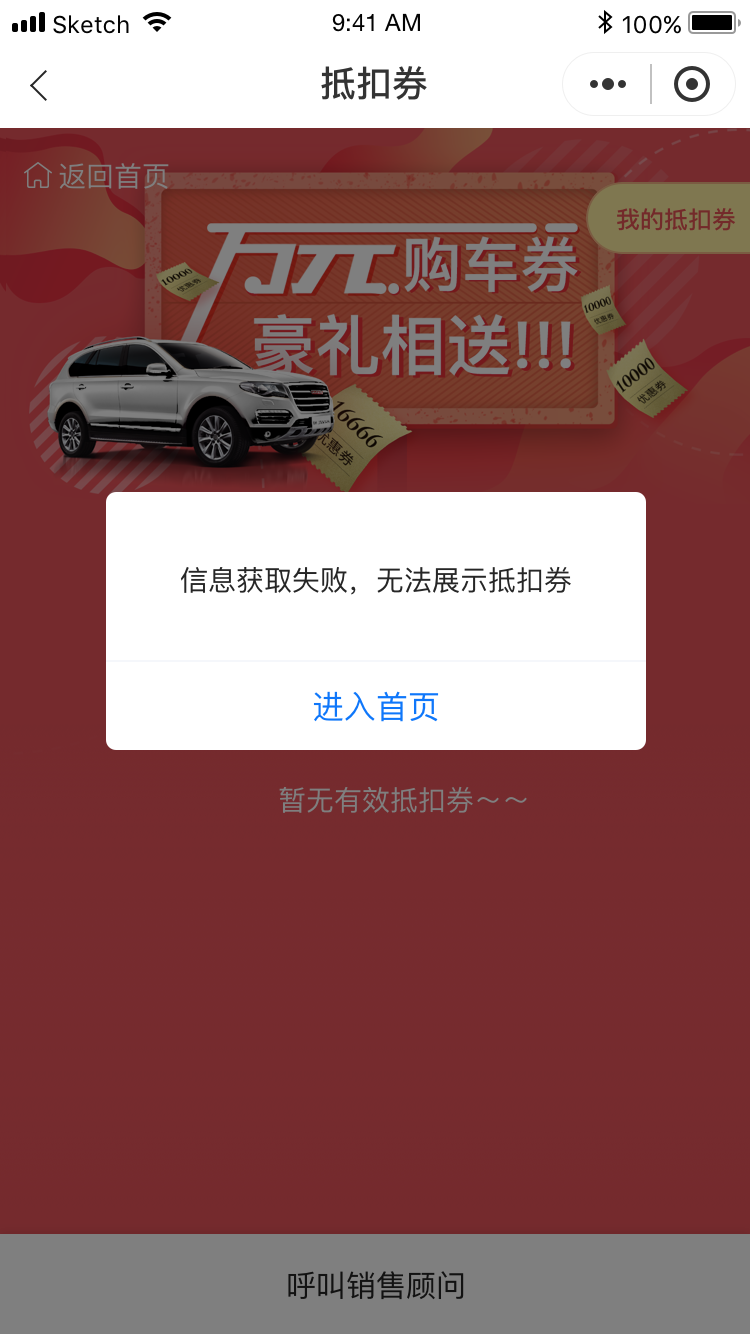 Sketch
9:41 AM
100%
抵扣券
返回首页
我的抵扣券
万元.购车券
豪礼相送!!!
10000
优惠券
10000
优惠券
10000
优惠券
16666
优惠券
信息获取失败，无法展示抵扣券
进入首页
暂无有效抵扣券～～
呼叫销售顾问